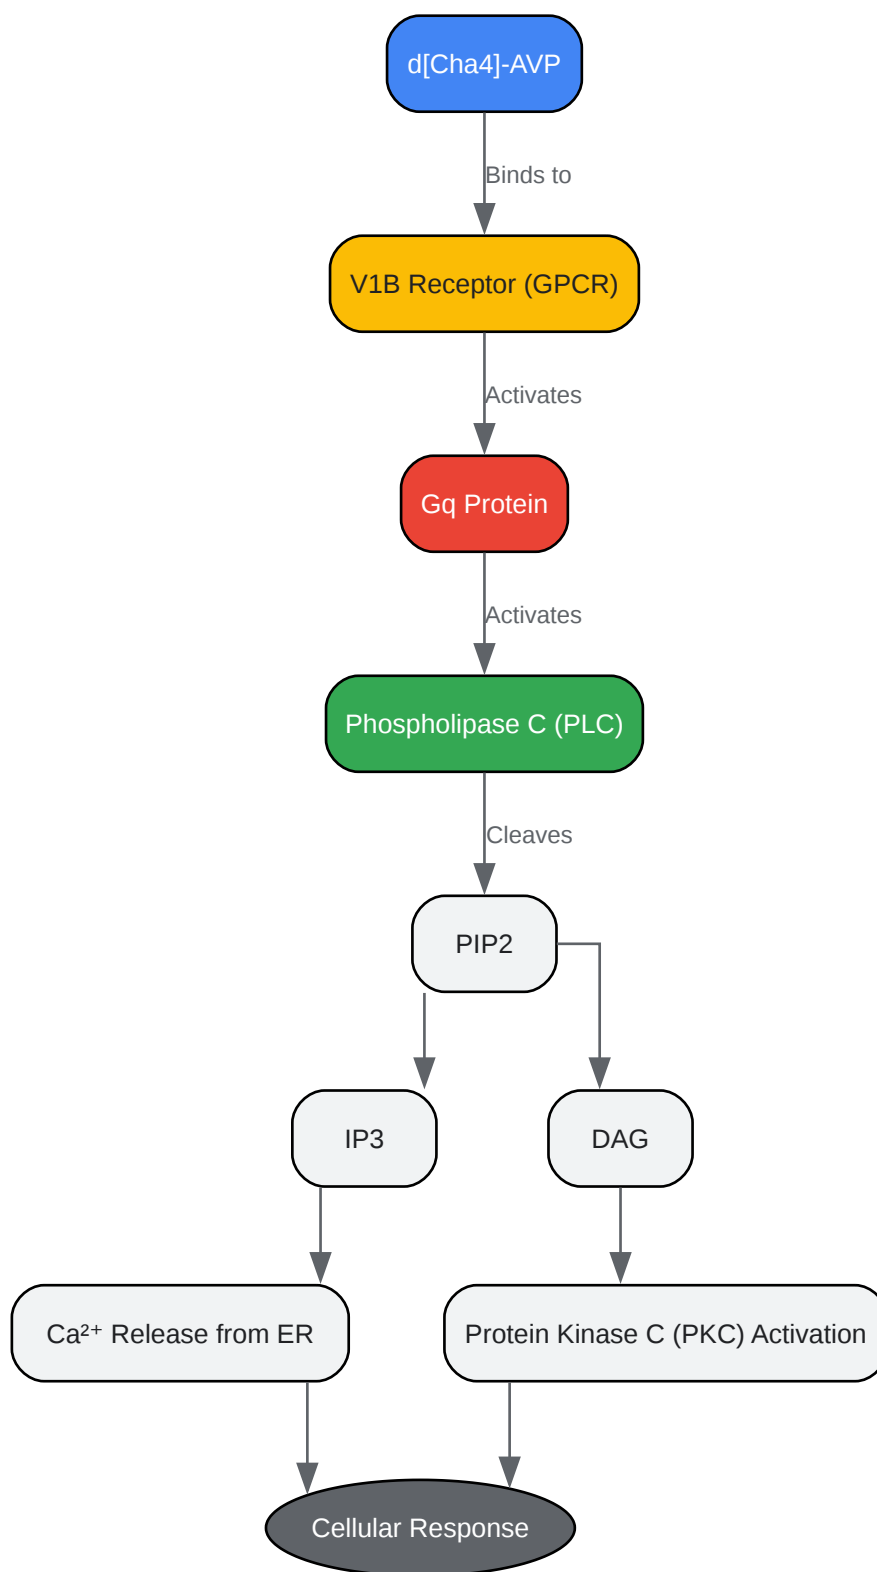 d[Cha4]-AVP
Binds to
V1B Receptor (GPCR)
Activates
Gq Protein
Activates
Phospholipase C (PLC)
Cleaves
PIP2
IP3
DAG
Ca²⁺ Release from ER
Protein Kinase C (PKC) Activation
Cellular Response